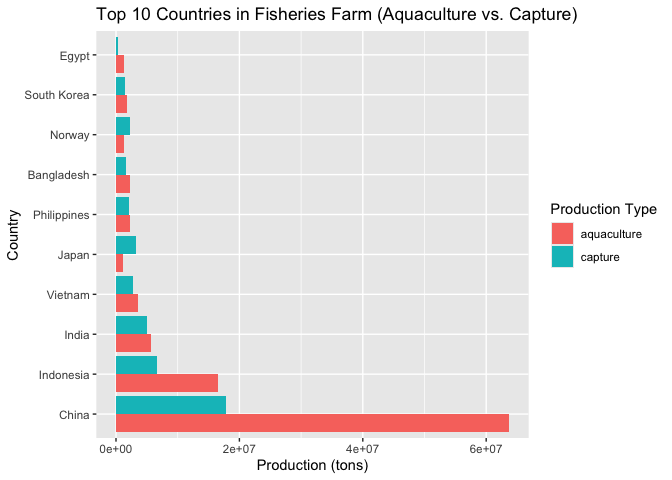 Top 10 Countries in Fisheries Farm (Aquaculture vs. Capture)
Egypt
South Korea
Norway
Bangladesh
Philippines
Japan
Vietnam
India
Indonesia
China
Country
0e+00 2e+07 4e+07 6e+07
Production (tons)
Production Type
aquaculture
capture